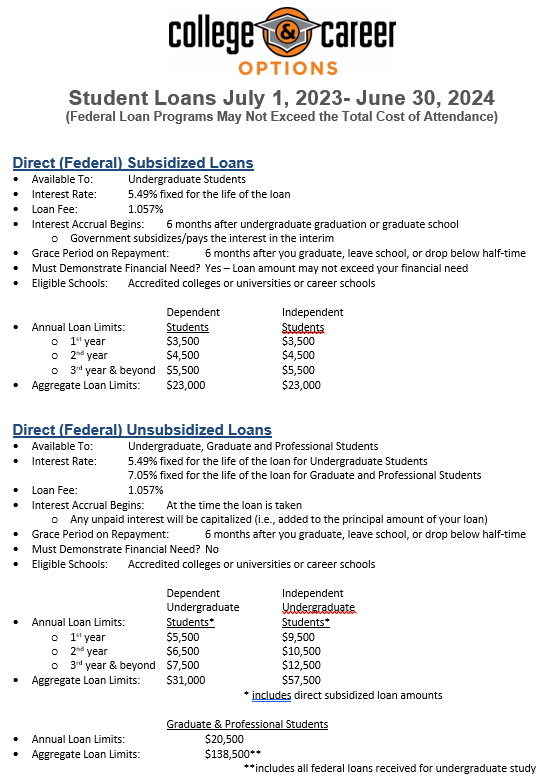 college & career
OPTIONS
Student Loans July 1, 2023- June 30, 2024
(Federal Loan Programs May Not Exceed the Total Cost of Attendance)
Direct (Federal) Subsidized Loans
• Available To: Undergraduate Students
• Interest Rate: 5.49% fixed for the life of the loan
• Loan Fee: 1.057%
• Interest Accrual Begins: 6 months after undergraduate graduation or graduate school
o Government subsidizes/pays the interest in the interim
• Grace Period on Repayment: 6 months after you graduate, leave school, or drop below half-time
• Must Demonstrate Financial Need? Yes – Loan amount may not exceed your financial need
• Eligible Schools: Accredited colleges or universities or career schools
Dependent Independent
• Annual Loan Limits: Students Students
o 1st year $3,500 $3,500
o 2nd year $4,500 $4,500
o 3rd year & beyond $5,500 $5,500
• Aggregate Loan Limits: $23,000 $23,000
Direct (Federal) Unsubsidized Loans
• Available To: Undergraduate, Graduate and Professional Students
• Interest Rate: 5.49% fixed for the life of the loan for Undergraduate Students
7.05% fixed for the life of the loan for Graduate and Professional Students
• Loan Fee: 1.057%
• Interest Accrual Begins: At the time the loan is taken
o Any unpaid interest will be capitalized (i.e., added to the principal amount of your loan)
• Grace Period on Repayment: 6 months after you graduate, leave school, or drop below half-time
• Must Demonstrate Financial Need? No
• Eligible Schools: Accredited colleges or universities or career schools
Dependent Independent
Undergraduate Undergraduate
• Annual Loan Limits: Students* Students*
o 1st year $5,500 $9,500
o 2nd year $6,500 $10,500
o 3rd year & beyond $7,500 $12,500
• Aggregate Loan Limits: $31,000 $57,500
* includes direct subsidized loan amounts
Graduate & Professional Students
• Annual Loan Limits: $20,500
• Aggregate Loan Limits: $138,500**
**includes all federal loans received for undergraduate study